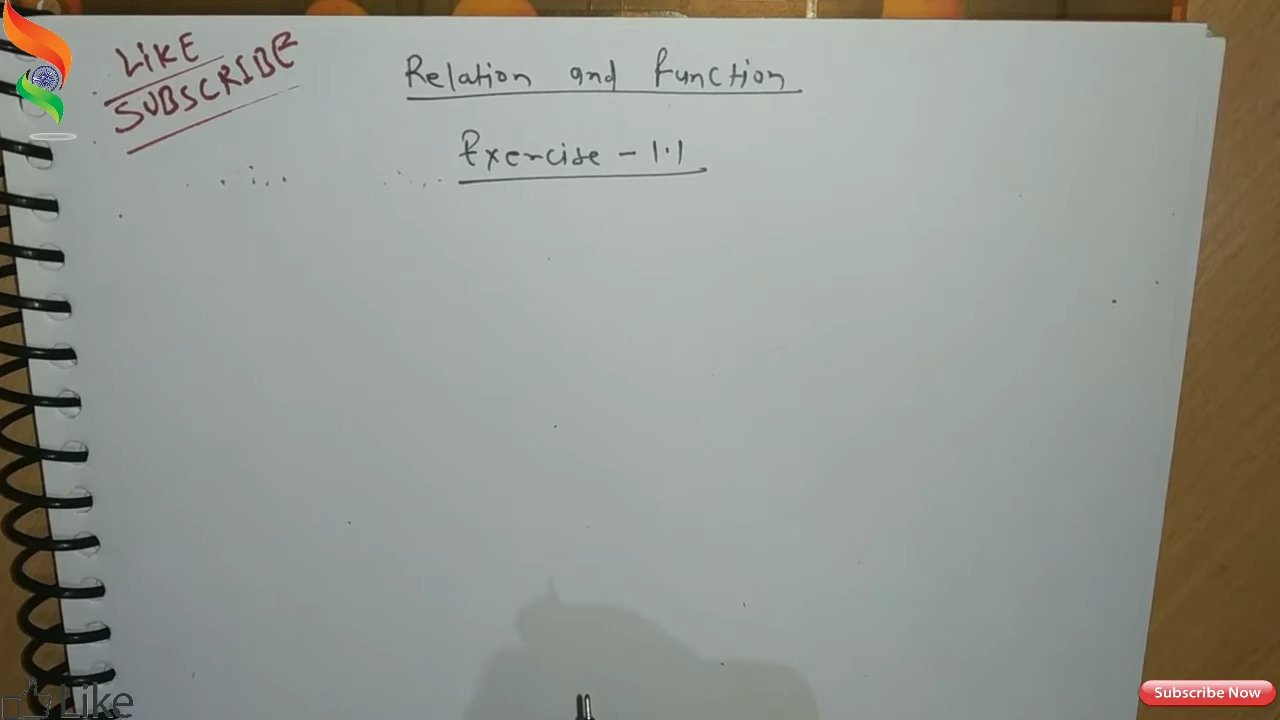 LIKE
SUBSCRIBE
Relation and function
Exercise - 1.1
Like
Subscribe Now